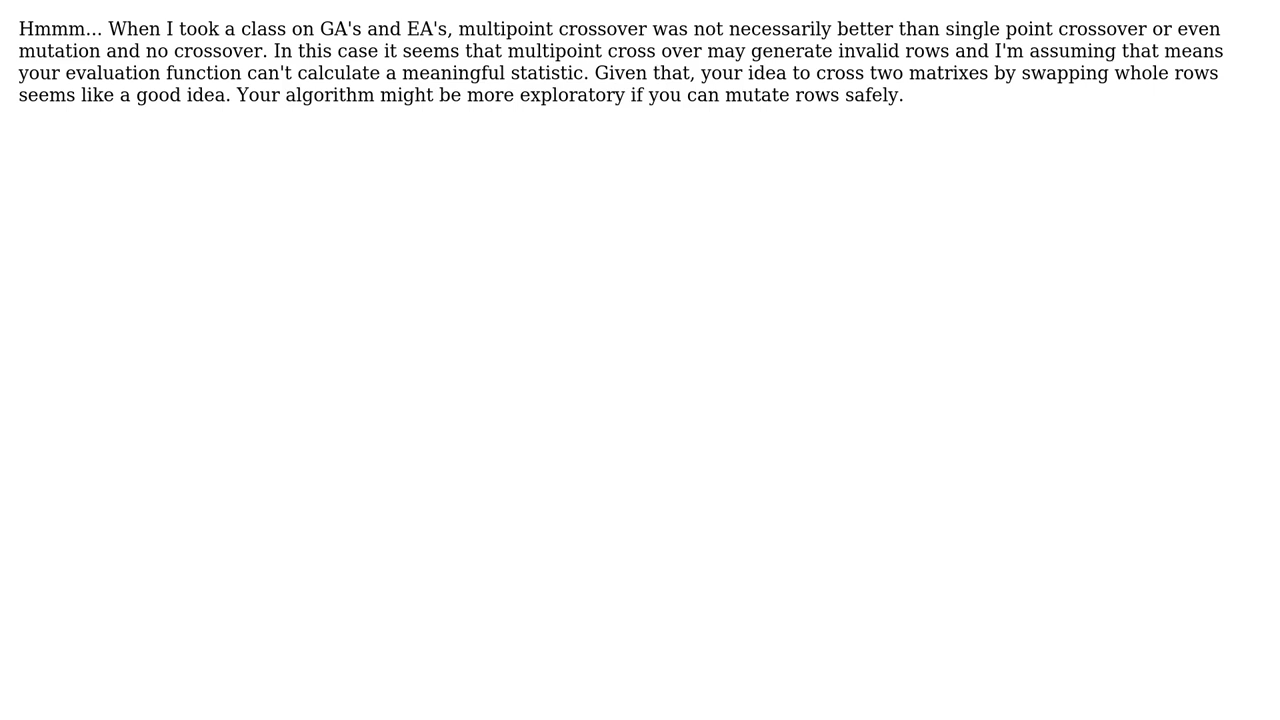 Hmmm... When I took a class on GA's and EA's, multipoint crossover was not necessarily better than single point crossover or even
mutation and no crossover. In this case it seems that multipoint cross over may generate invalid rows and I'm assuming that means
your evaluation function can't calculate a meaningful statistic. Given that, your idea to cross two matrixes by swapping whole rows
seems like a good idea. Your algorithm might be more exploratory if you can mutate rows safely.